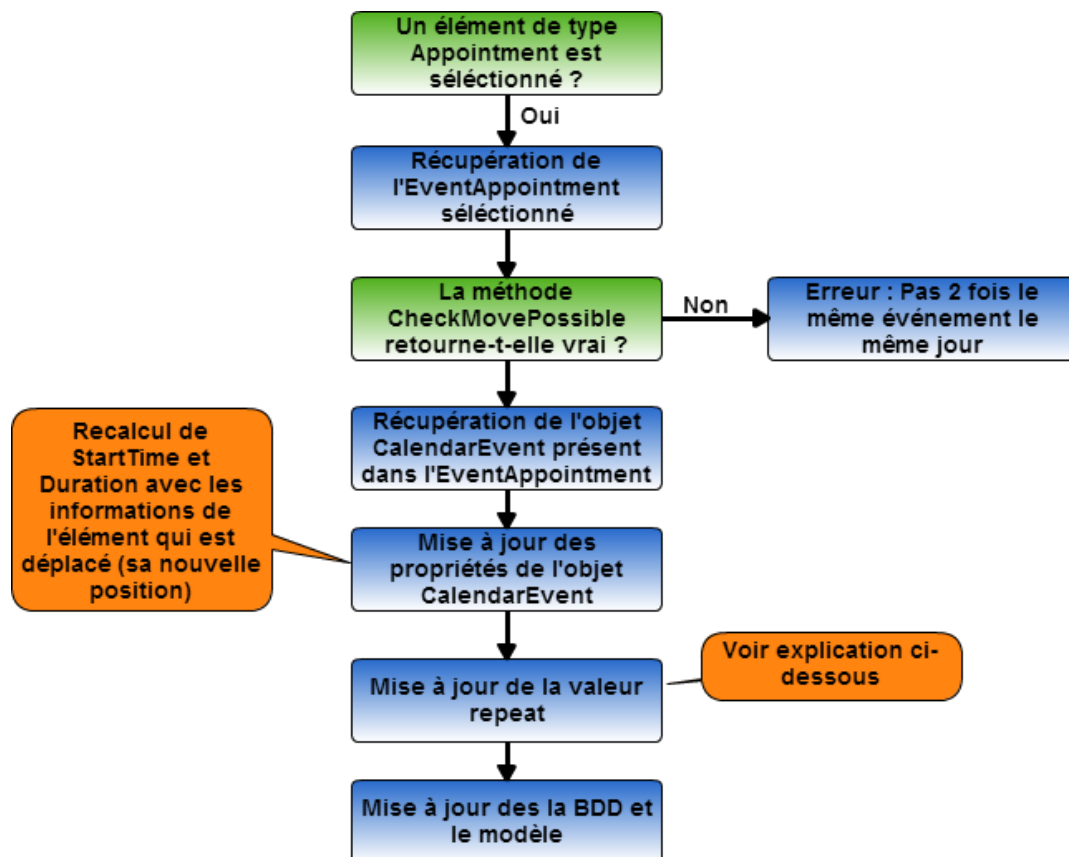 Un élément de type
Appointment est
séléctionné ?
Oui
Récupération de
l'EventAppointment
séléctionné
La méthode
CheckMovePossible
retourne-t-elle vrai ?
Non
Erreur : Pas 2 fois le
même événement le
même jour
Récupération de l'objet
CalendarEvent présent
dans l'EventAppointment
Recalcul de
StartTime et
Duration avec les
informations de
l'élément qui est
déplacé (sa nouvelle
position)
Mise à jour des
propriétés de l'objet
CalendarEvent
Voir explication ci-
dessous
Mise à jour de la valeur
repeat
Mise à jour des la BDD et
le modèle